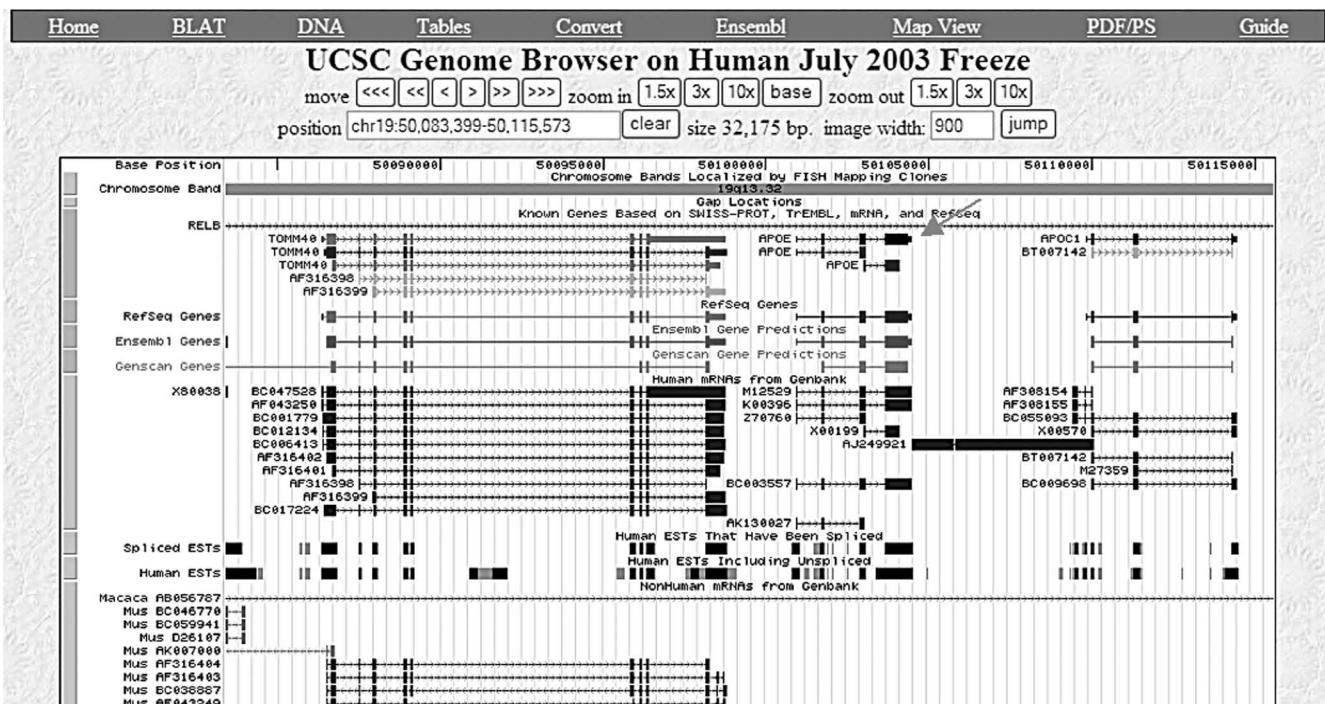 Home BLAT DNA Tables Convert Ensembl Map View PDF/PS Guide
UCSC Genome Browser on Human July 2003 Freeze
move <<< << < > >> >>> zoom in 1.5x 3x 10x base zoom out 1.5x 3x 10x
position chr19:50,083,399-50,115,573 clear size 32,175 bp. image width: 900 jump
Base Position 50090000 50095000 50100000 50105000 50110000 50115000
Chromosome Bands Localized by FISH Mapping Clones
Chromosome Band 19q13.32
Gap Locations
Known Genes Based on SWISS-PROT, TrEMBL, mRNA, and RefSeq
RELB
TOMM40 APOE APOC1
TOMM40 APOE BT007142
TOMM40 APOE
AF316398
AF316399
RefSeq Genes
RefSeq Genes
Ensembl Gene Predictions
Ensembl Genes
Genscan Gene Predictions
Genscan Genes
Human mRNAs from Genbank
X80038 BC047528 M12529 AF308154
AF043250 K00396 AF308155
BC001779 Z70760 BC055093
BC012134 X00199 X00570
BC006413 AJ249921
AF316402 BT007142
AF316401 M27359
AF316398 BC003557 BC009698
AF316399
BC017224
AK130027
Human ESTs That Have Been Spliced
Spliced ESTs
Human ESTs Including Unspliced
Human ESTs
NonHuman mRNAs from Genbank
Macaca AB056787
Mus BC046770
Mus BC059941
Mus D26107
Mus AK007000
Mus AF316404
Mus AF316403
Mus BC038887
Mus AF043249